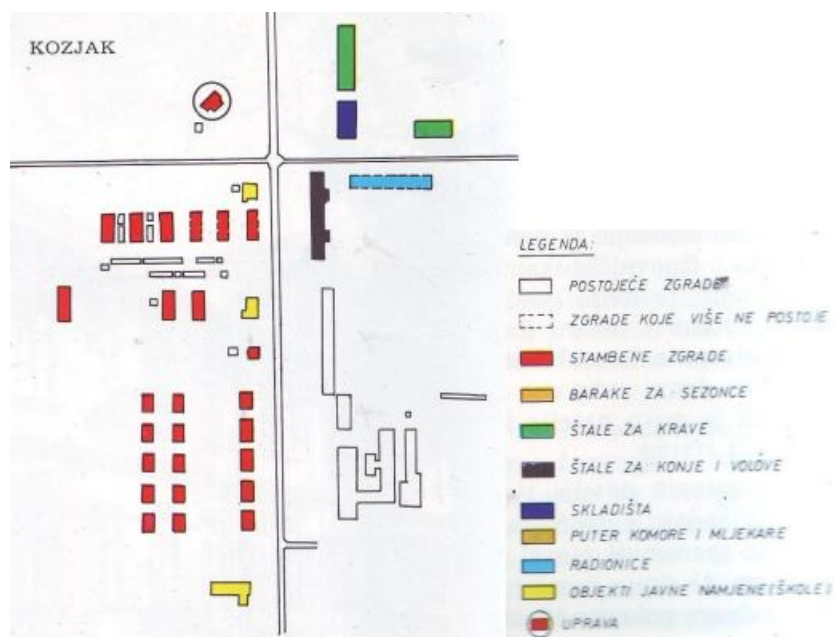 KOZJAK
LEGENDA:
POSTOJEĆE ZGRADE
ZGRADE KOJE VIŠE NE POSTOJE
STAMBENE ZGRADE
BARAKE ZA SEZONCE
ŠTALE ZA KRAVE
ŠTALE ZA KONJE I VOLOVE
SKLADIŠTA
PUTER KOMORE I MLJEKARE
RADIONICE
OBJEKTI JAVNE NAMJENE(ŠKOLE)
UPRAVA